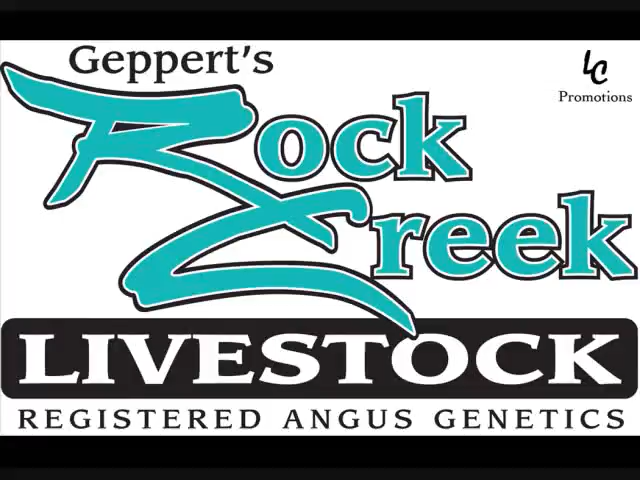 Geppert's
LC
Promotions
Rock
Creek
LIVESTOCK
REGISTERED ANGUS GENETICS